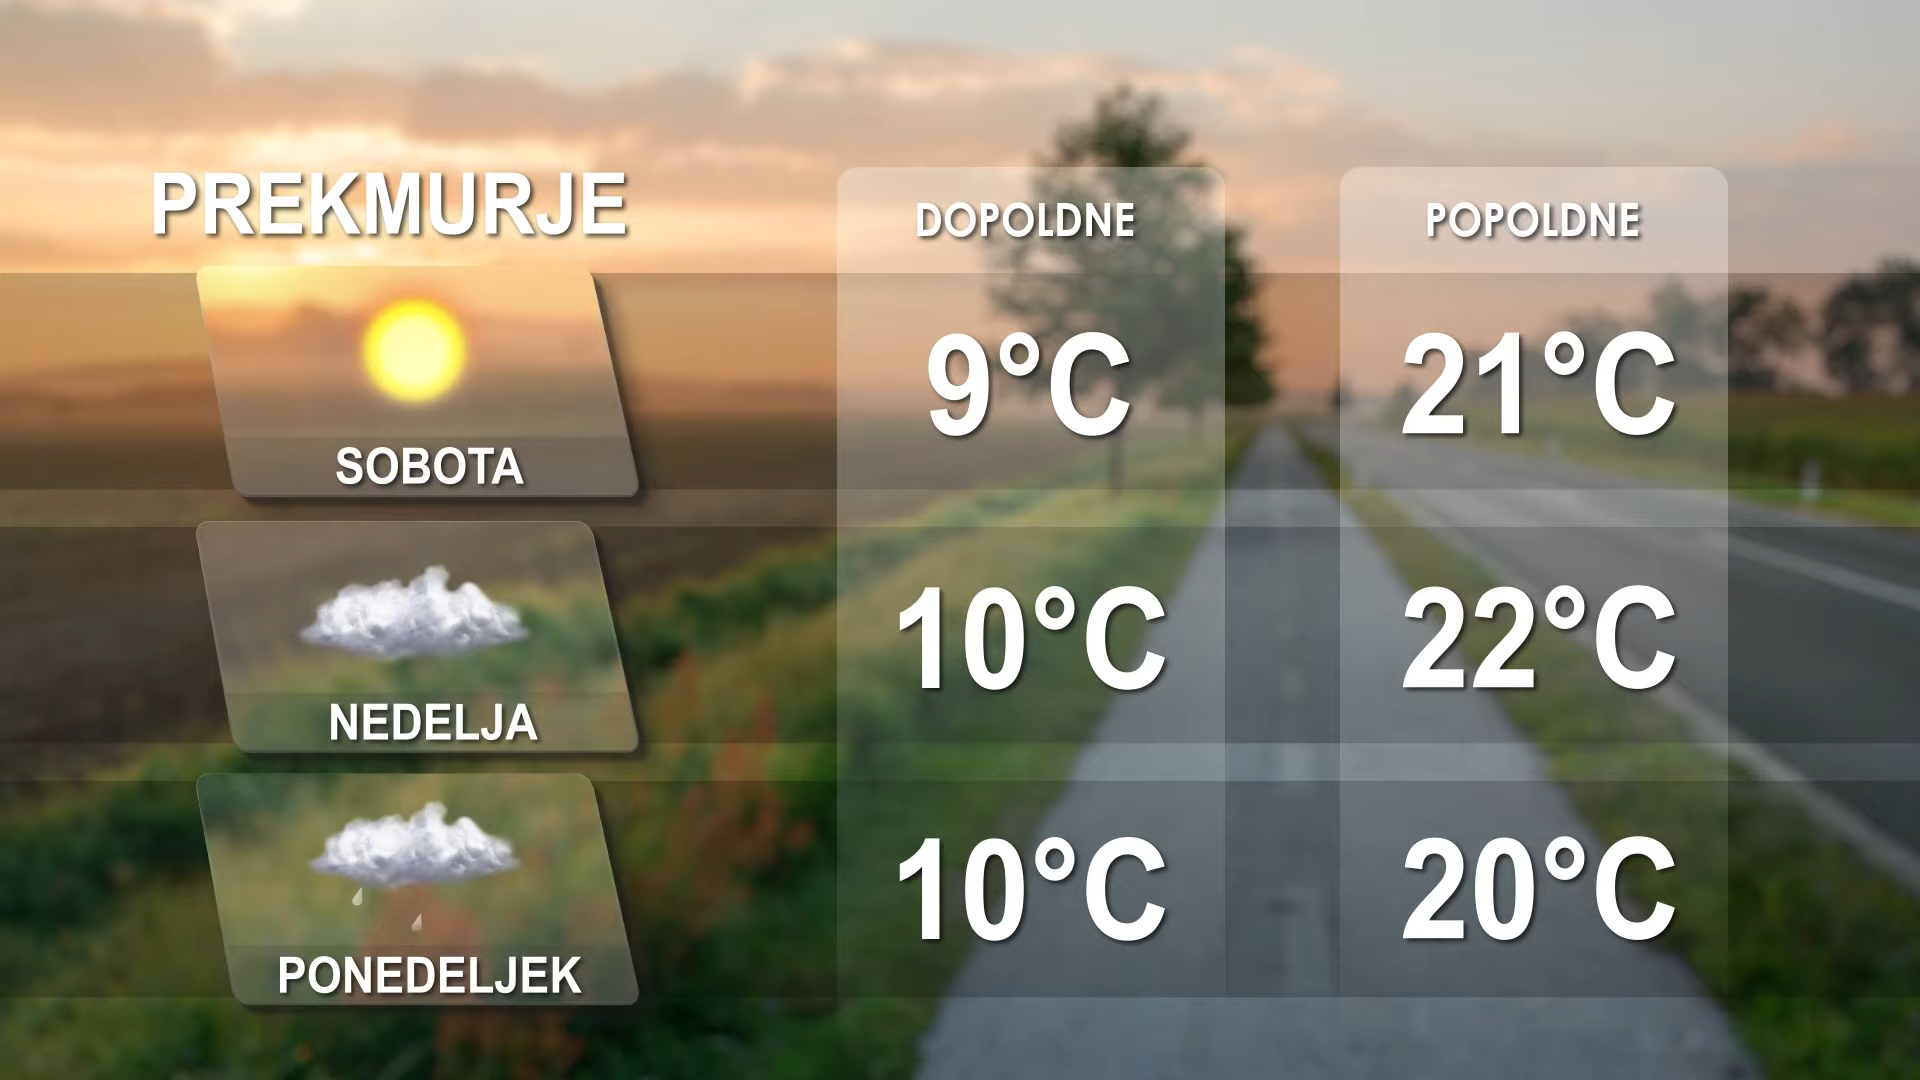 PREKMURJE
DOPOLDNE POPOLDNE
SOBOTA 9°C 21°C
NEDELJA 10°C 22°C
PONEDELJEK 10°C 20°C